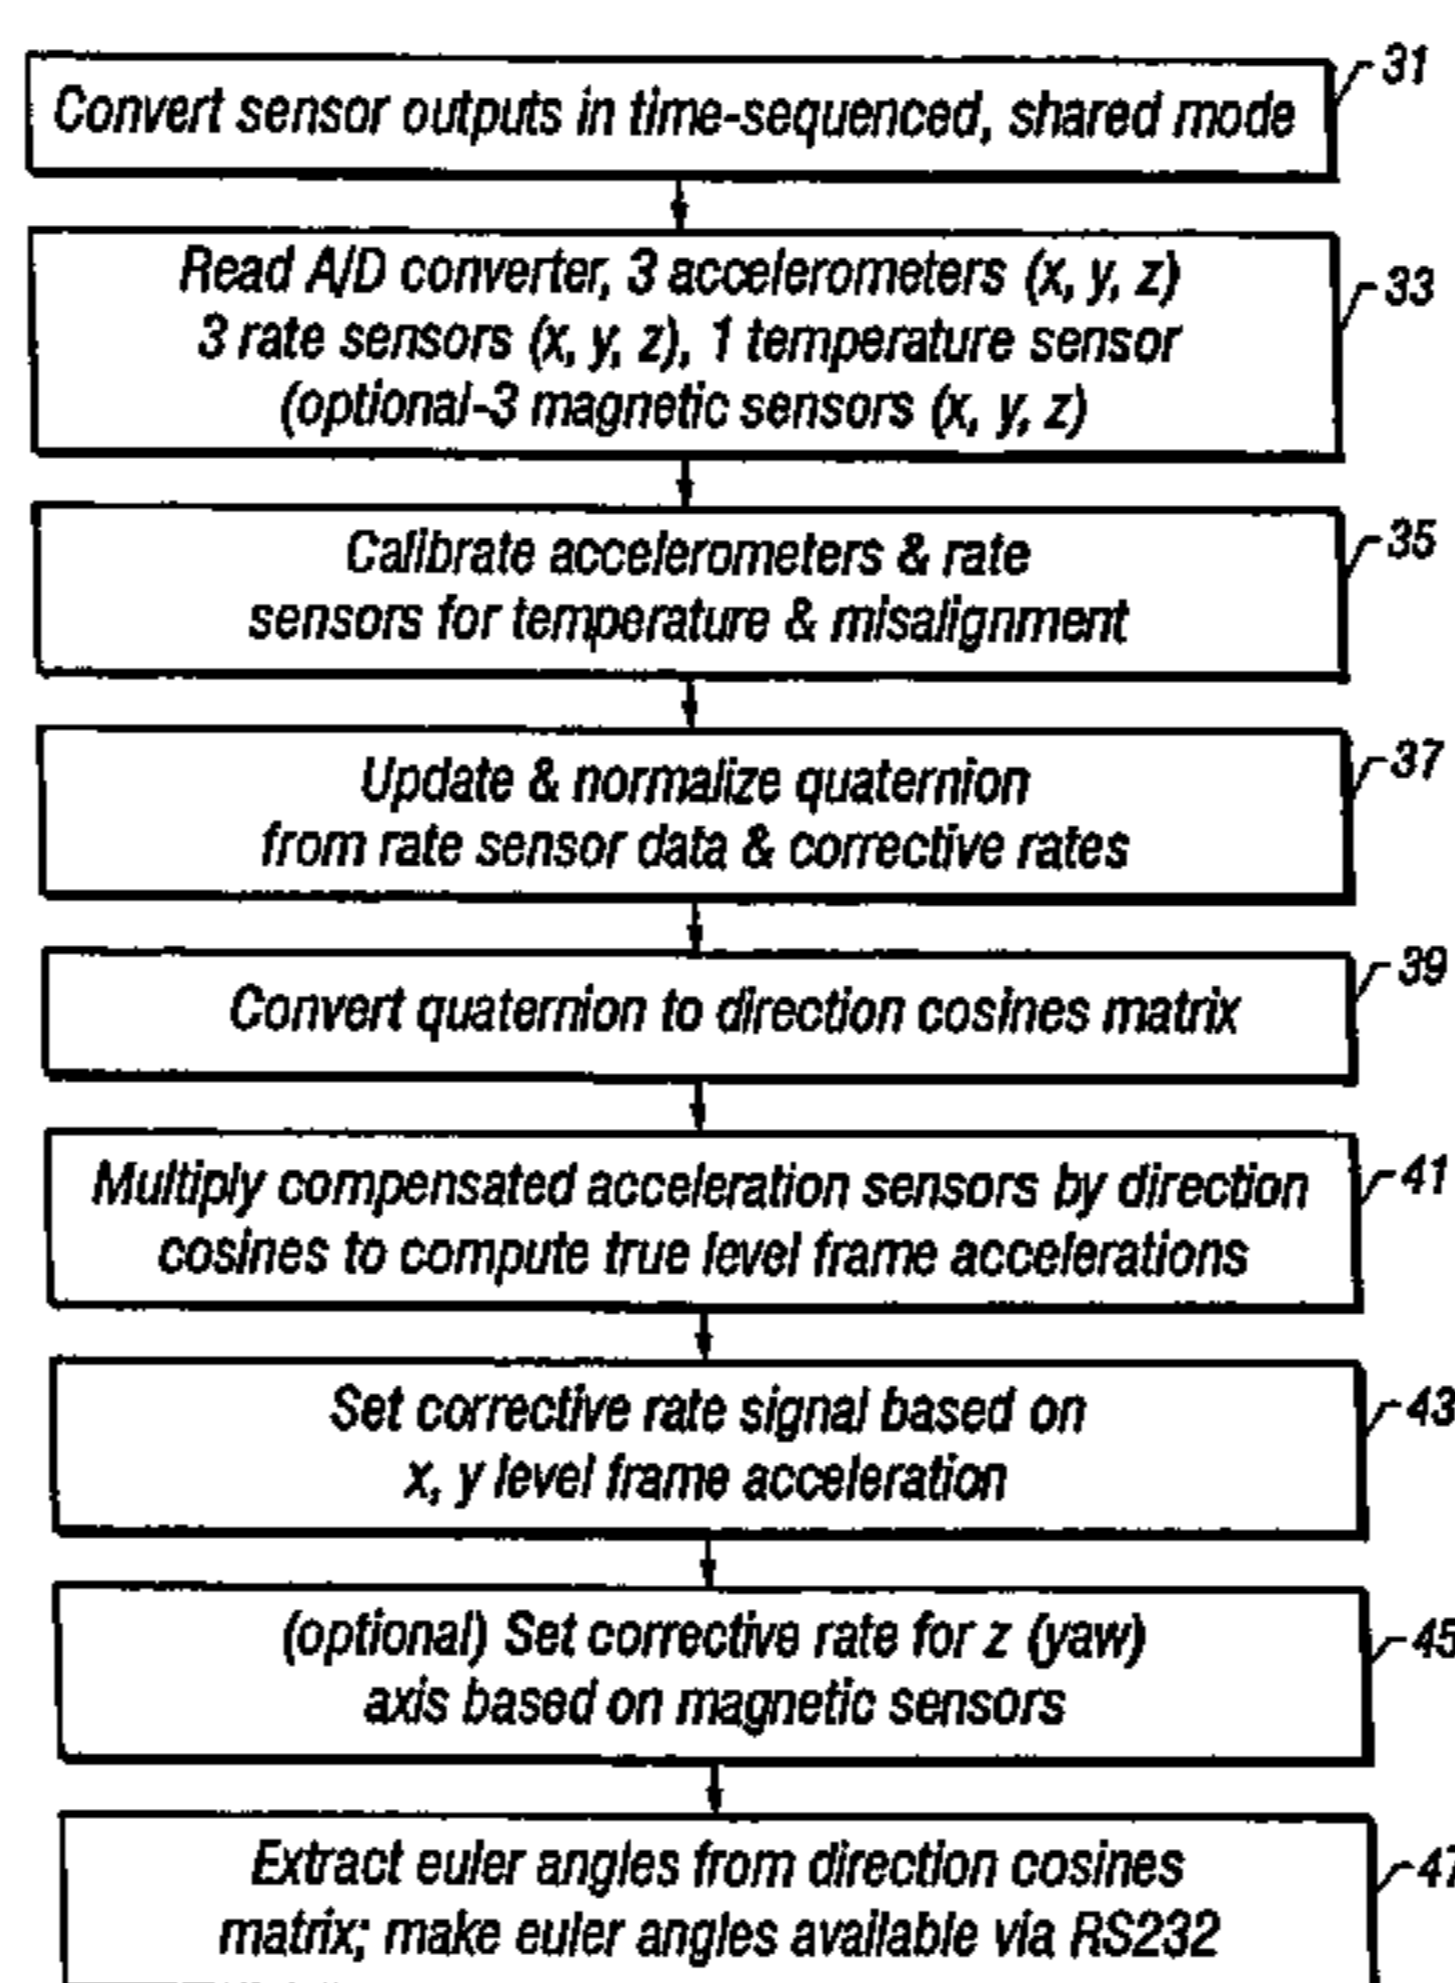 31
Convert sensor outputs in time-sequenced, shared mode
Read A/D converter, 3 accelerometers (x, y, z)
3 rate sensors (x, y, z), 1 temperature sensor
(optional-3 magnetic sensors (x, y, z)
33
Calibrate accelerometers & rate
sensors for temperature & misalignment
35
Update & normalize quaternion
from rate sensor data & corrective rates
37
Convert quaternion to direction cosines matrix
39
Multiply compensated acceleration sensors by direction
cosines to compute true level frame accelerations
41
Set corrective rate signal based on
x, y level frame acceleration
43
(optional) Set corrective rate for z (yaw)
axis based on magnetic sensors
45
Extract euler angles from direction cosines
matrix; make euler angles available via RS232
47